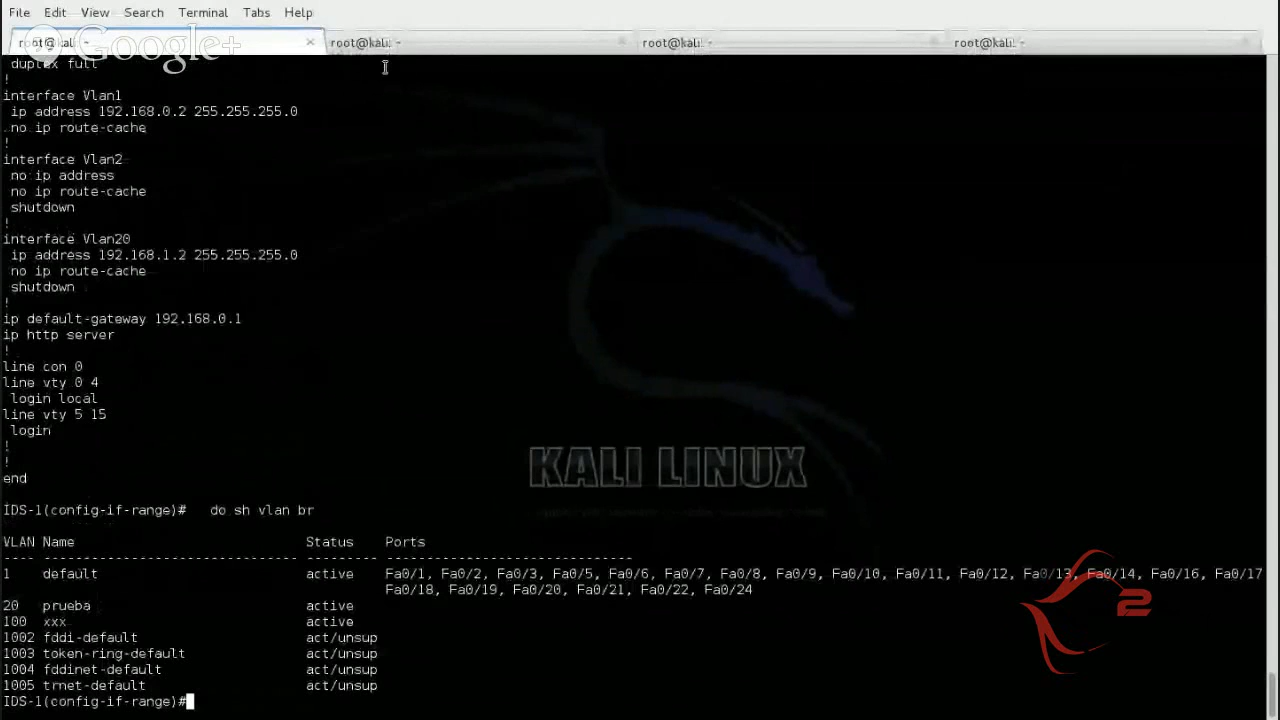 File Edit View Search Terminal Tabs Help
root@kali: ~ × root@kali: ~ × root@kali: ~ × root@kali: ~ ×
Google+
duplex full
!
interface Vlan1
ip address 192.168.0.2 255.255.255.0
no ip route-cache
!
interface Vlan2
no ip address
no ip route-cache
shutdown
!
interface Vlan20
ip address 192.168.1.2 255.255.255.0
no ip route-cache
shutdown
!
ip default-gateway 192.168.0.1
ip http server
!
line con 0
line vty 0 4
login local
line vty 5 15
login
!
!
end
KALI LINUX
IDS-1(config-if-range)# do sh vlan br
VLAN Name Status Ports
---- -------------------------------- --------- -------------------------------
1 default active Fa0/1, Fa0/2, Fa0/3, Fa0/5, Fa0/6, Fa0/7, Fa0/8, Fa0/9, Fa0/10, Fa0/11, Fa0/12, Fa0/13, Fa0/14, Fa0/16, Fa0/17
Fa0/18, Fa0/19, Fa0/20, Fa0/21, Fa0/22, Fa0/24
20 prueba active
100 xxx active
1002 fddi-default act/unsup
1003 token-ring-default act/unsup
1004 fddinet-default act/unsup
1005 trnet-default act/unsup
IDS-1(config-if-range)#
2